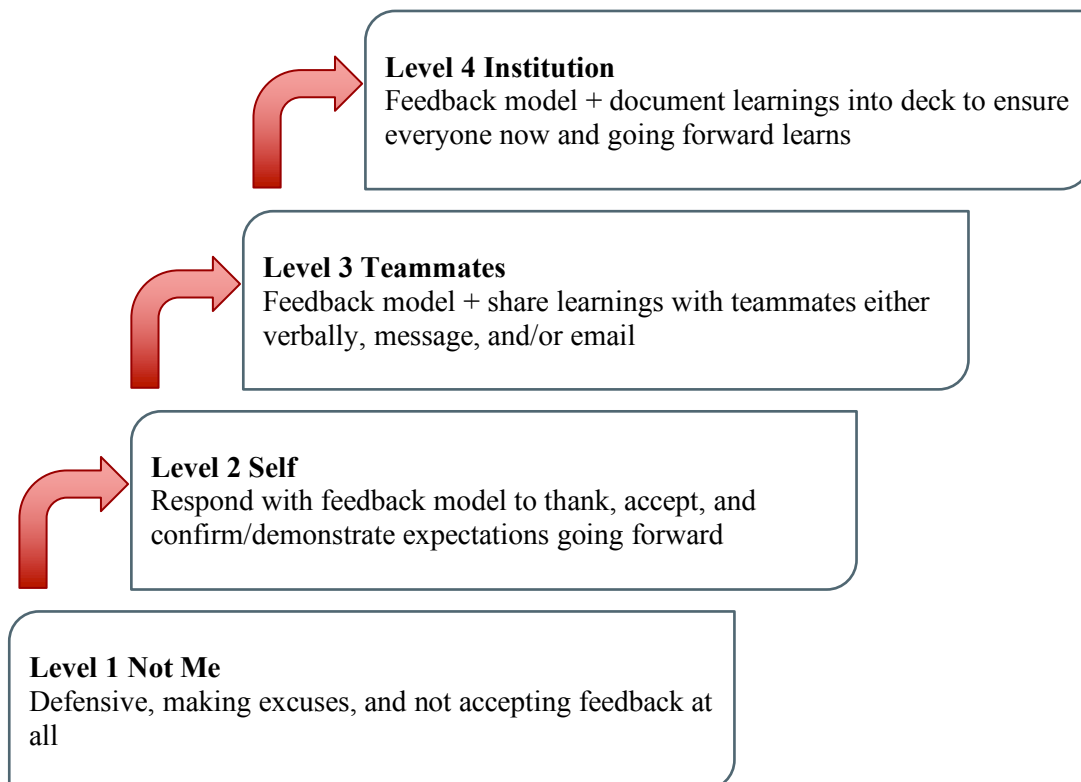 Level 4 Institution
Feedback model + document learnings into deck to ensure
everyone now and going forward learns
Level 3 Teammates
Feedback model + share learnings with teammates either
verbally, message, and/or email
Level 2 Self
Respond with feedback model to thank, accept, and
confirm/demonstrate expectations going forward
Level 1 Not Me
Defensive, making excuses, and not accepting feedback at
all